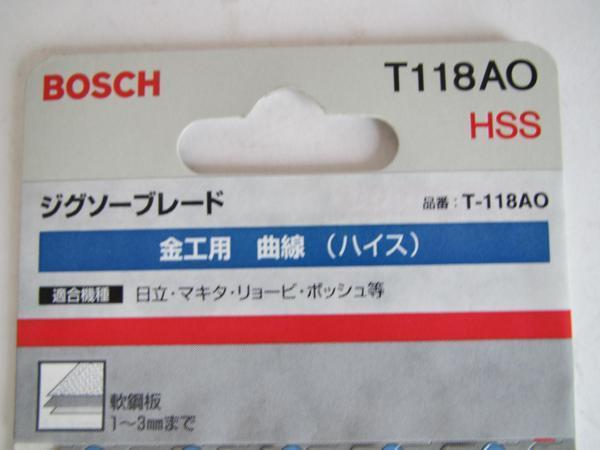 BOSCH
T118AO
HSS
ジグソーブレード
品番：T-118AO
金工用 曲線 （ハイス）
適合機種 日立・マキタ・リョービ・ボッシュ等
軟鋼板
1～3mmまで